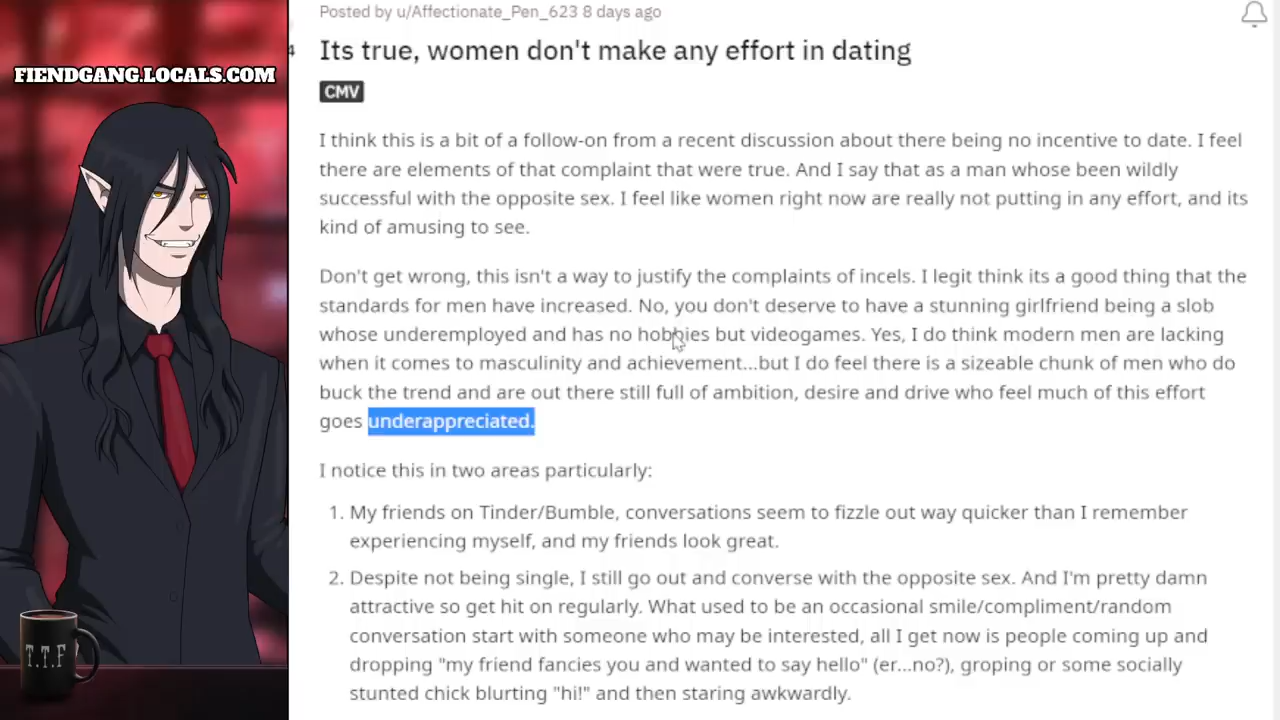 Posted by u/Affectionate_Pen_623 8 days ago
4
Its true, women don't make any effort in dating
FIENDGANG.LOCALS.COM
CMV
I think this is a bit of a follow-on from a recent discussion about there being no incentive to date. I feel
there are elements of that complaint that were true. And I say that as a man whose been wildly
successful with the opposite sex. I feel like women right now are really not putting in any effort, and its
kind of amusing to see.
Don't get wrong, this isn't a way to justify the complaints of incels. I legit think its a good thing that the
standards for men have increased. No, you don't deserve to have a stunning girlfriend being a slob
whose underemployed and has no hobbies but videogames. Yes, I do think modern men are lacking
when it comes to masculinity and achievement...but I do feel there is a sizeable chunk of men who do
buck the trend and are out there still full of ambition, desire and drive who feel much of this effort
goes underappreciated.
I notice this in two areas particularly:
1. My friends on Tinder/Bumble, conversations seem to fizzle out way quicker than I remember
experiencing myself, and my friends look great.
2. Despite not being single, I still go out and converse with the opposite sex. And I'm pretty damn
attractive so get hit on regularly. What used to be an occasional smile/compliment/random
conversation start with someone who may be interested, all I get now is people coming up and
dropping "my friend fancies you and wanted to say hello" (er...no?), groping or some socially
stunted chick blurting "hi!" and then staring awkwardly.
T.T.F